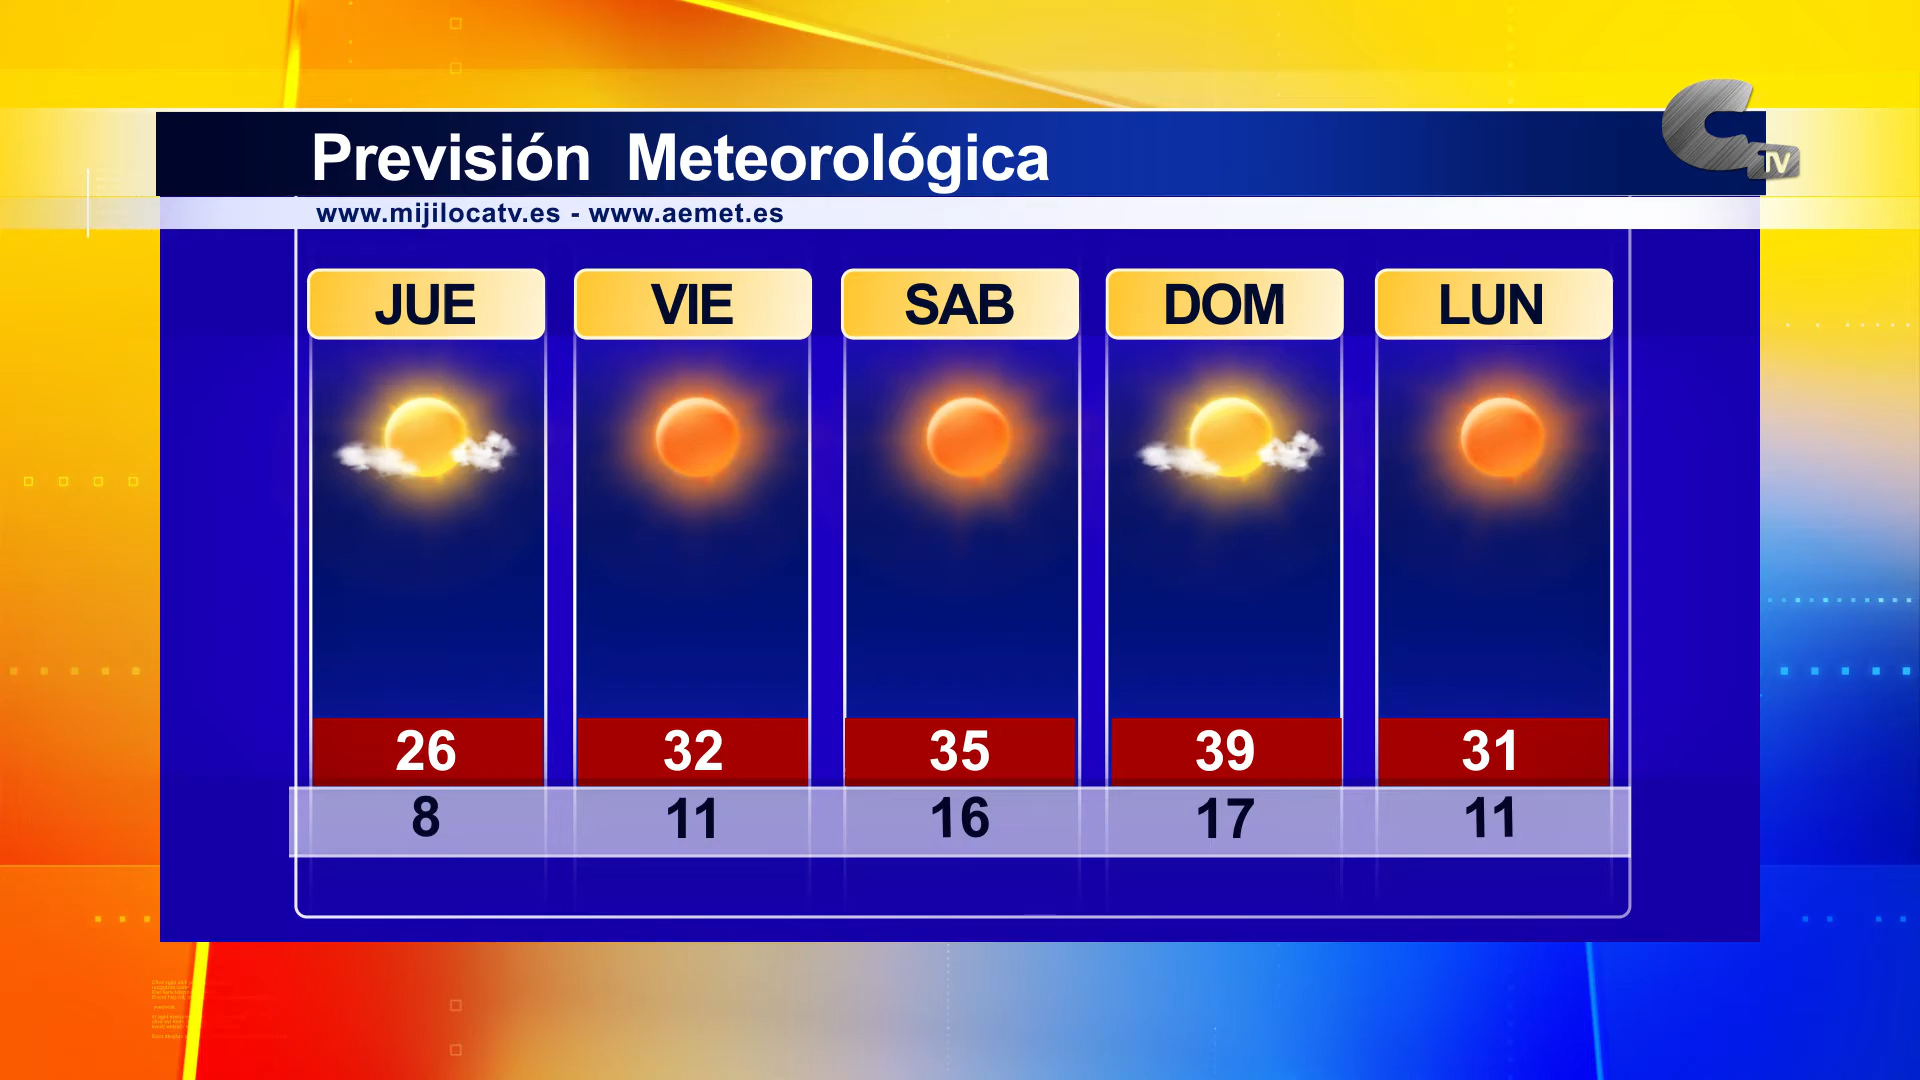 Previsión Meteorológica
TV
www.mijilocatv.es - www.aemet.es
JUE VIE SAB DOM LUN
26 32 35 39 31
8 11 16 17 11